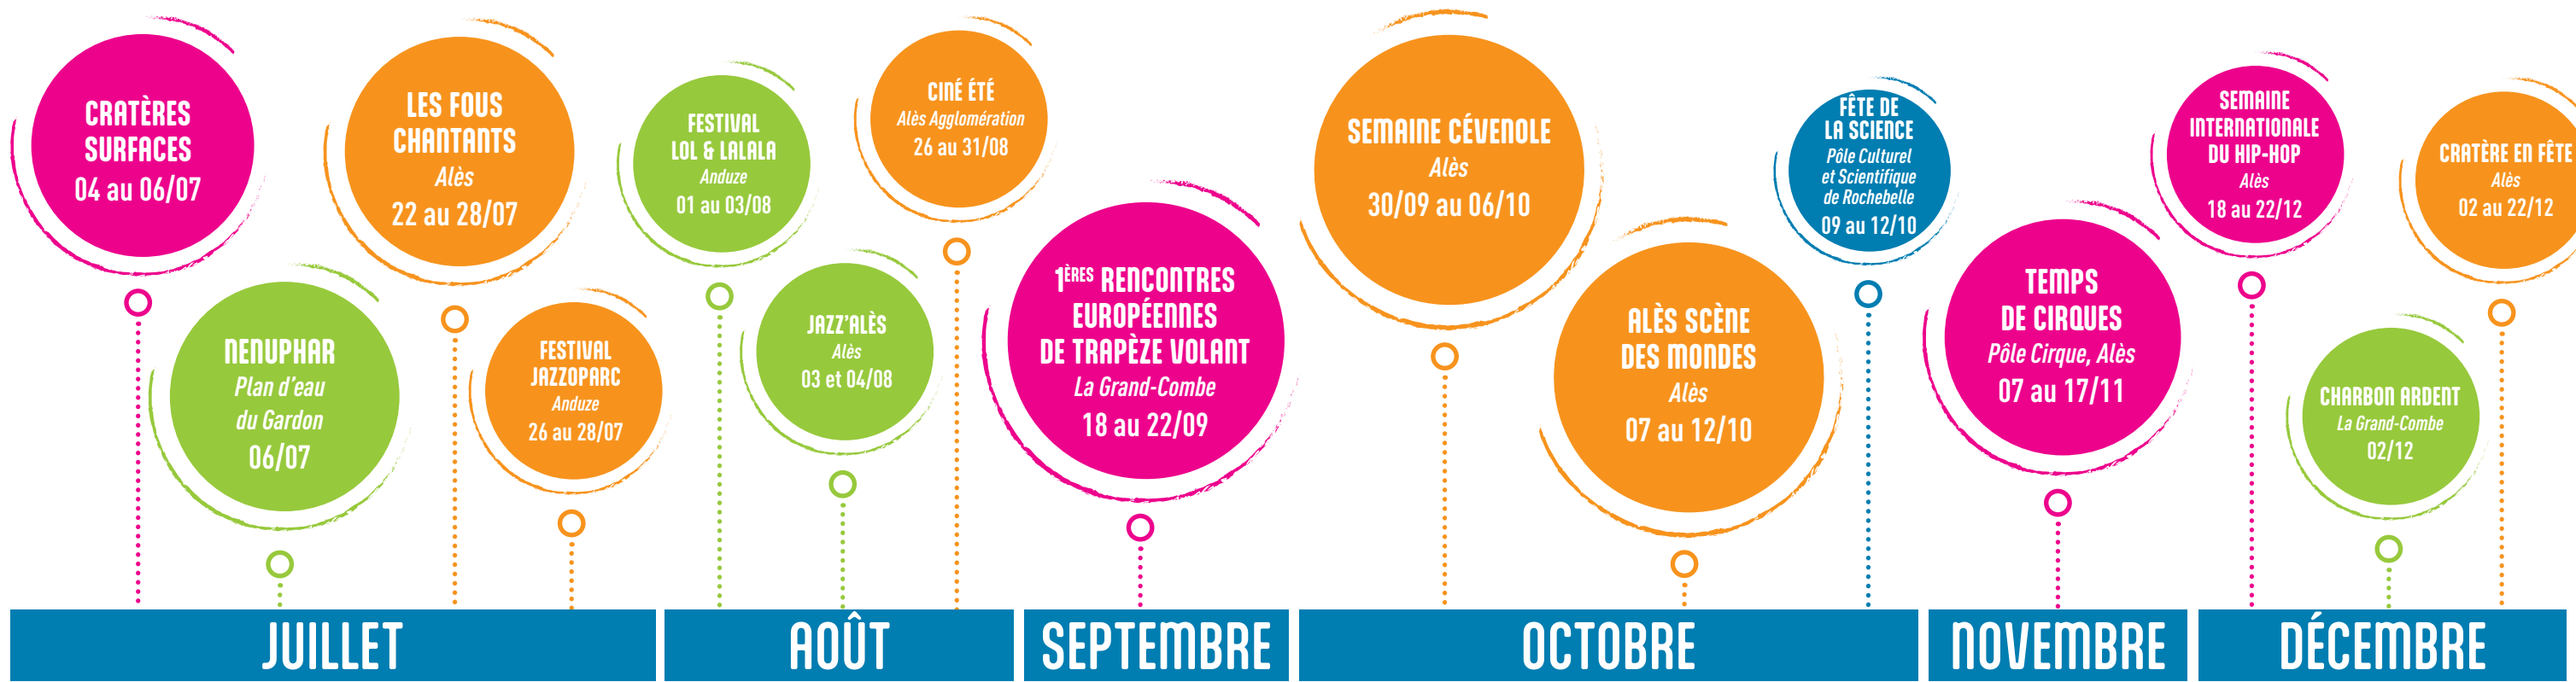 CRATÈRES
SURFACES
04 au 06/07
NENUPHAR
Plan d'eau
du Gardon
06/07
LES FOUS
CHANTANTS
Alès
22 au 28/07
FESTIVAL
JAZZOPARC
Anduze
26 au 28/07
FESTIVAL
LOL & LALALA
Anduze
01 au 03/08
JAZZ'ALÈS
Alès
03 et 04/08
CINÉ ÉTÉ
Alès Agglomération
26 au 31/08
1ÈRES RENCONTRES
EUROPÉENNES
DE TRAPÈZE VOLANT
La Grand-Combe
18 au 22/09
SEMAINE CÉVENOLE
Alès
30/09 au 06/10
ALÈS SCÈNE
DES MONDES
Alès
07 au 12/10
FÊTE DE
LA SCIENCE
Pôle Culturel
et Scientifique
de Rochebelle
09 au 12/10
TEMPS
DE CIRQUES
Pôle Cirque, Alès
07 au 17/11
SEMAINE
INTERNATIONALE
DU HIP-HOP
Alès
18 au 22/12
CHARBON ARDENT
La Grand-Combe
02/12
CRATÈRE EN FÊTE
Alès
02 au 22/12
JUILLET
AOÛT
SEPTEMBRE
OCTOBRE
NOVEMBRE
DÉCEMBRE